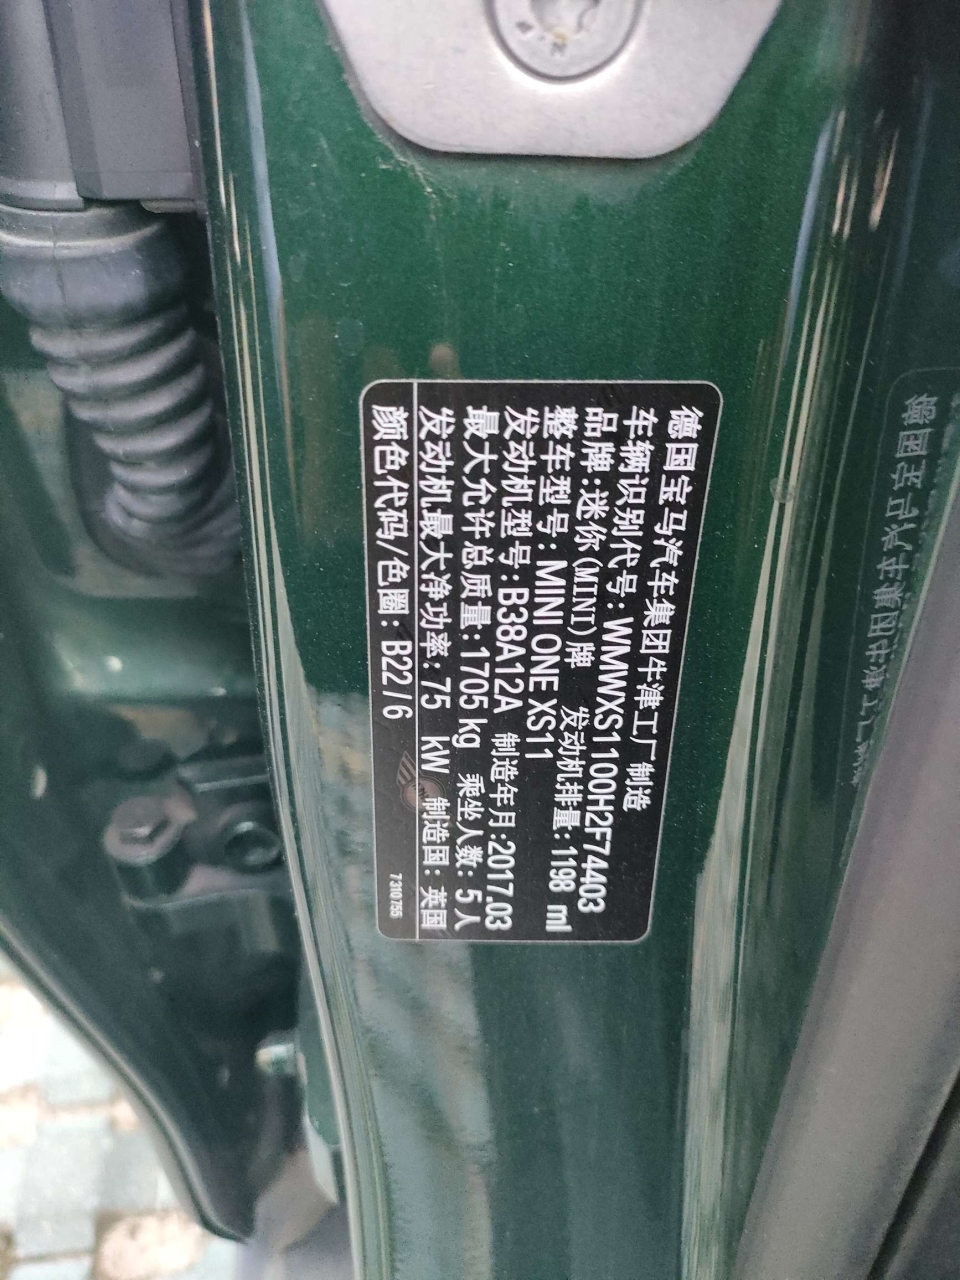 德国宝马汽车集团牛津工厂制造
车辆识别代号:WMWXS1100H2F74403
品牌:迷你(MINI)牌 发动机排量:1198 ml
整车型号:MINI ONE XS11
发动机型号:B38A12A 制造年月:2017.03
最大允许总质量:1705 kg 乘坐人数: 5 人
发动机最大净功率: 75 kW 制造国: 英国
颜色代码/色圈: B22/6
7310755